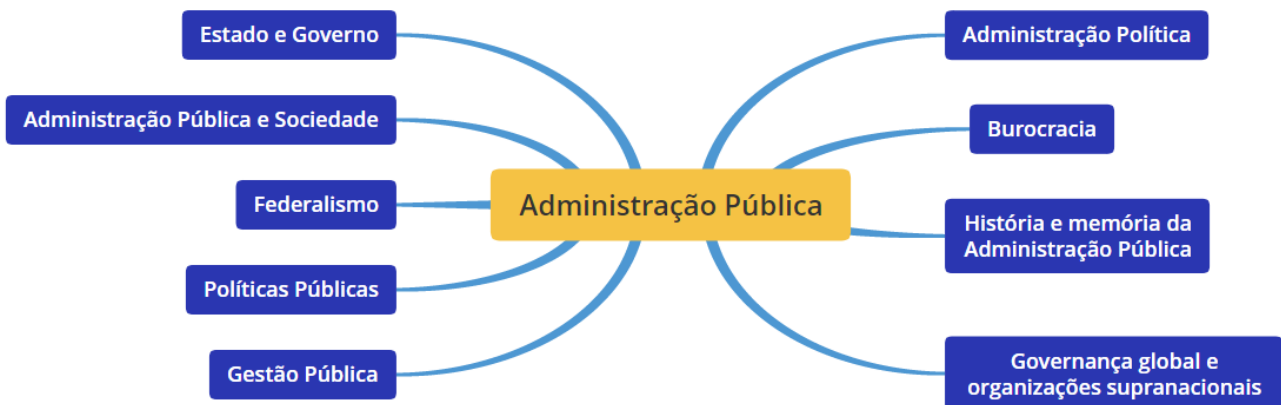 Estado e Governo
Administração Pública e Sociedade
Federalismo
Políticas Públicas
Gestão Pública
Administração Pública
Administração Política
Burocracia
História e memória da
Administração Pública
Governança global e
organizações supranacionais